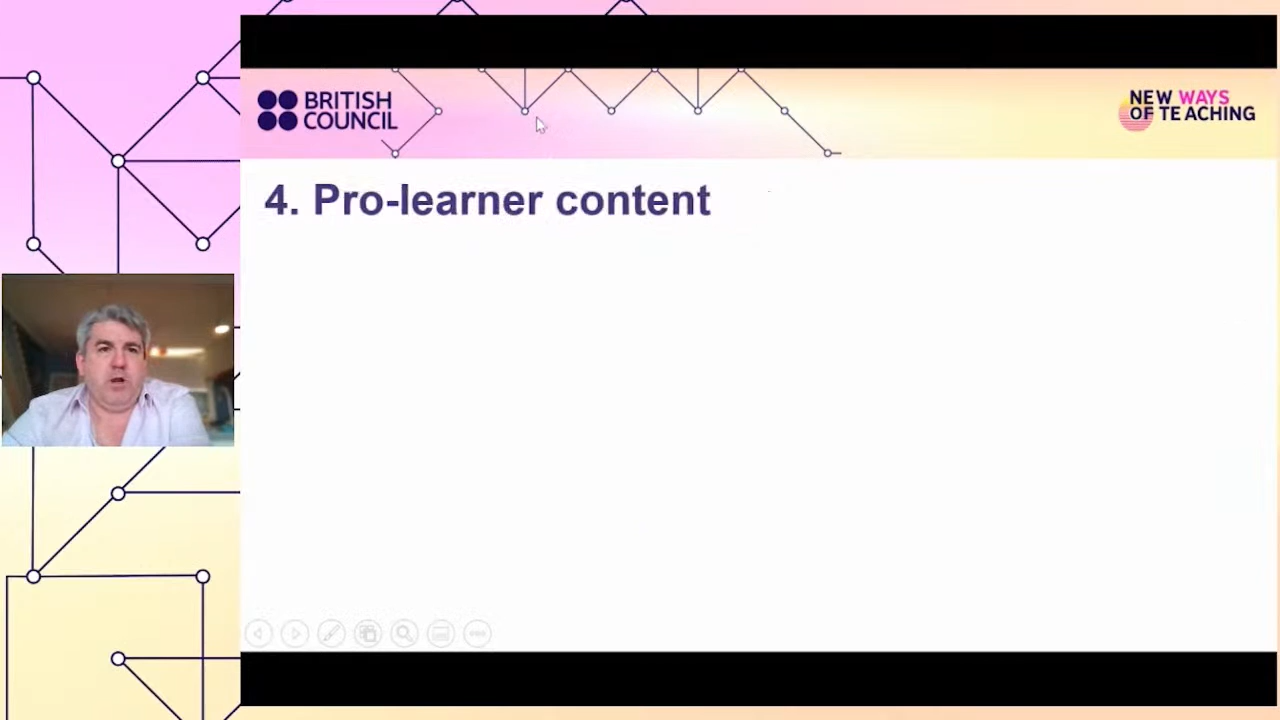 BRITISH
COUNCIL
NEW WAYS
OF TEACHING
4. Pro-learner content